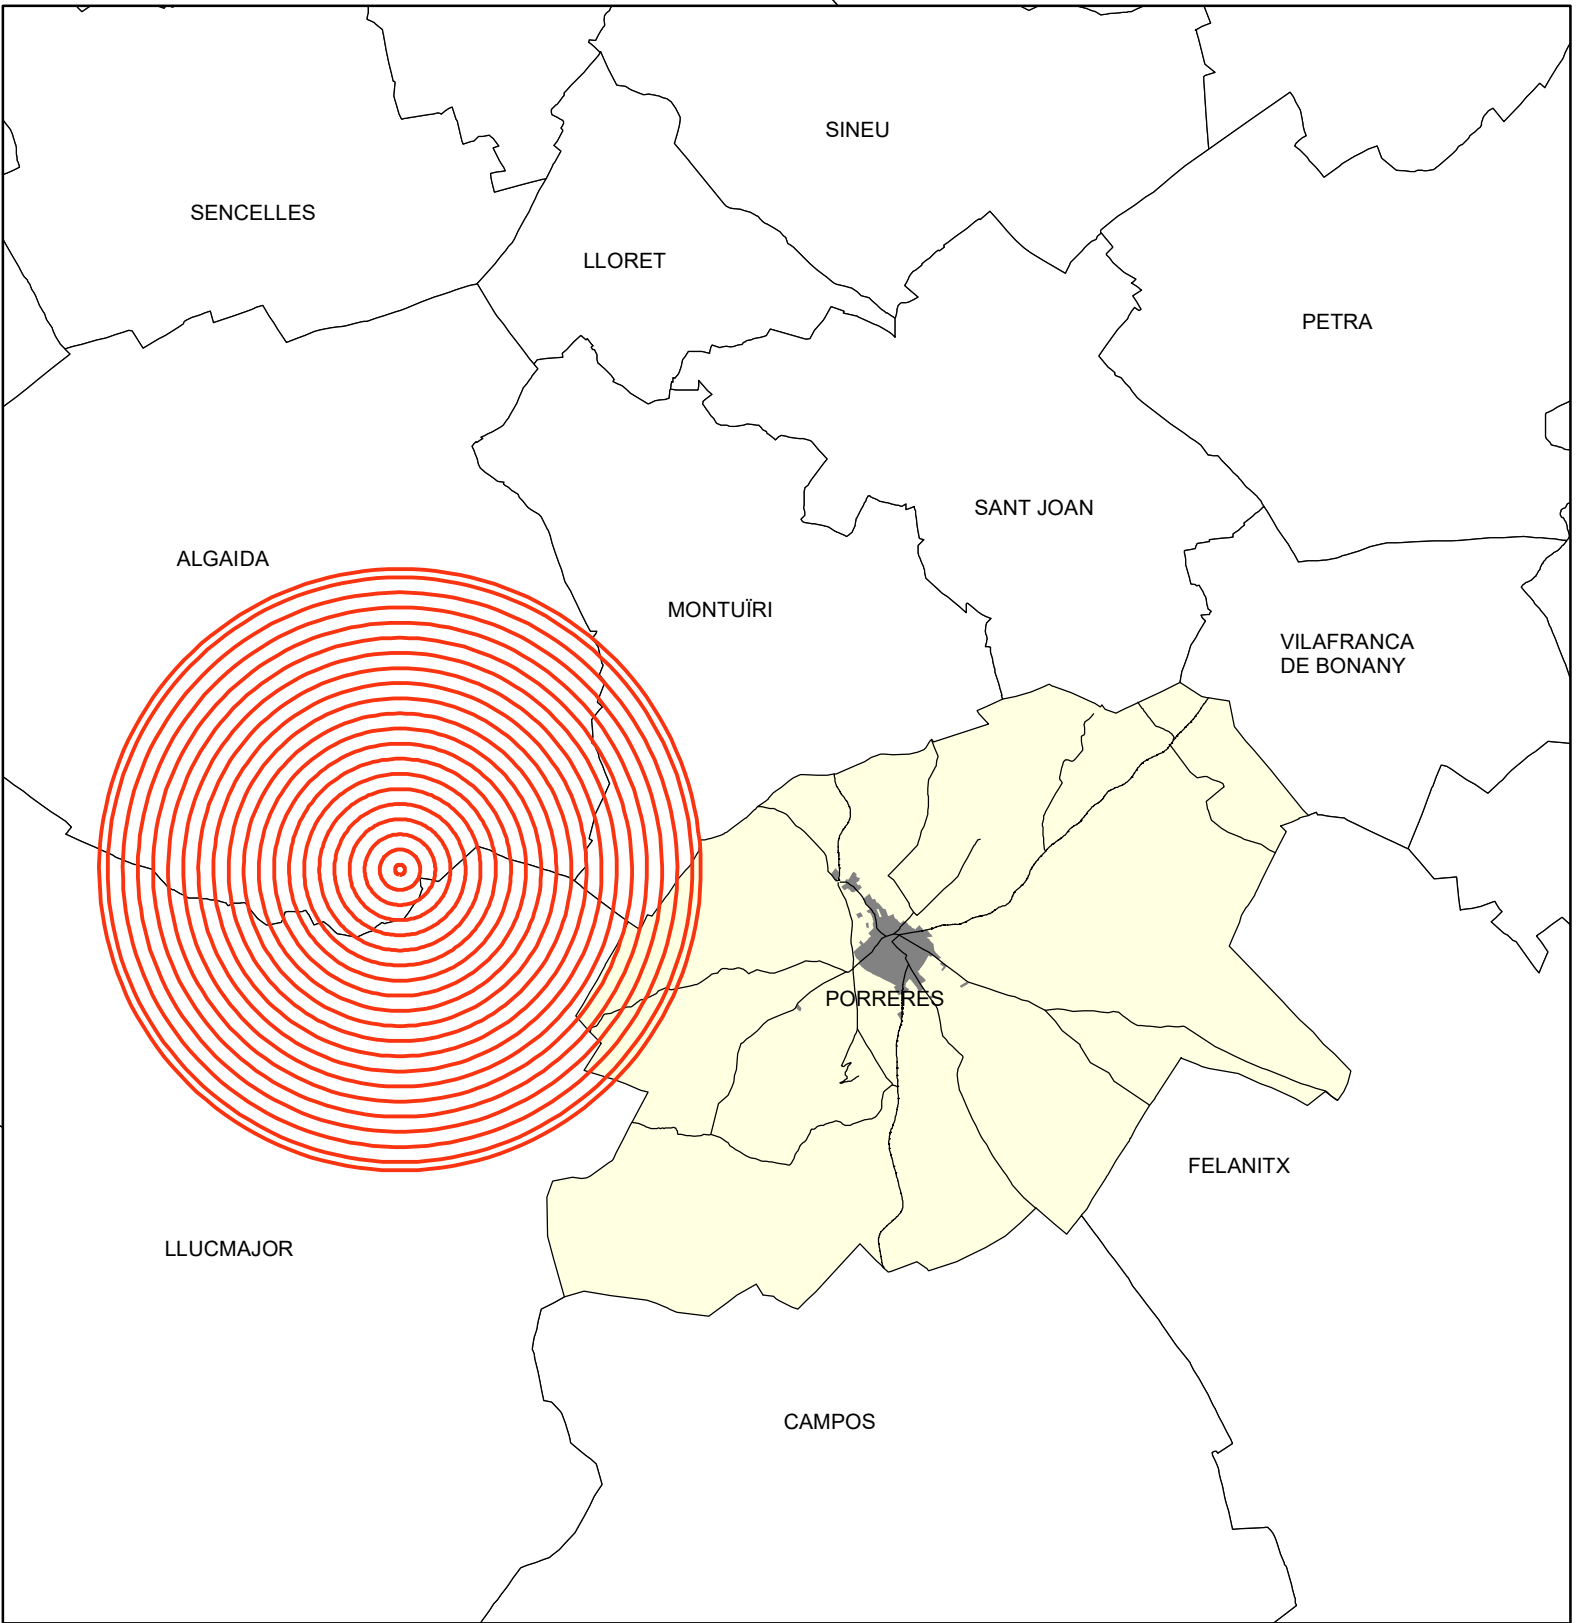 SINEU
SENCELLES
LLORET
PETRA
SANT JOAN
ALGAIDA
MONTUÏRI
VILAFRANCA
DE BONANY
PORRERES
FELANITX
LLUCMAJOR
CAMPOS